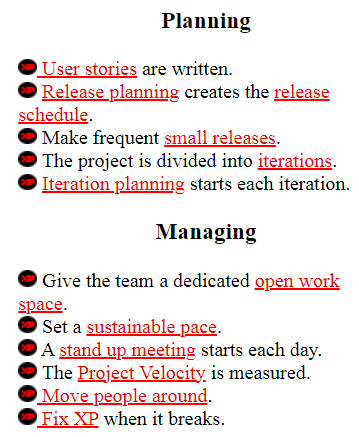 Planning
User stories are written.
Release planning creates the release
schedule.
Make frequent small releases.
The project is divided into iterations.
Iteration planning starts each iteration.
Managing
Give the team a dedicated open work
space.
Set a sustainable pace.
A stand up meeting starts each day.
The Project Velocity is measured.
Move people around.
Fix XP when it breaks.